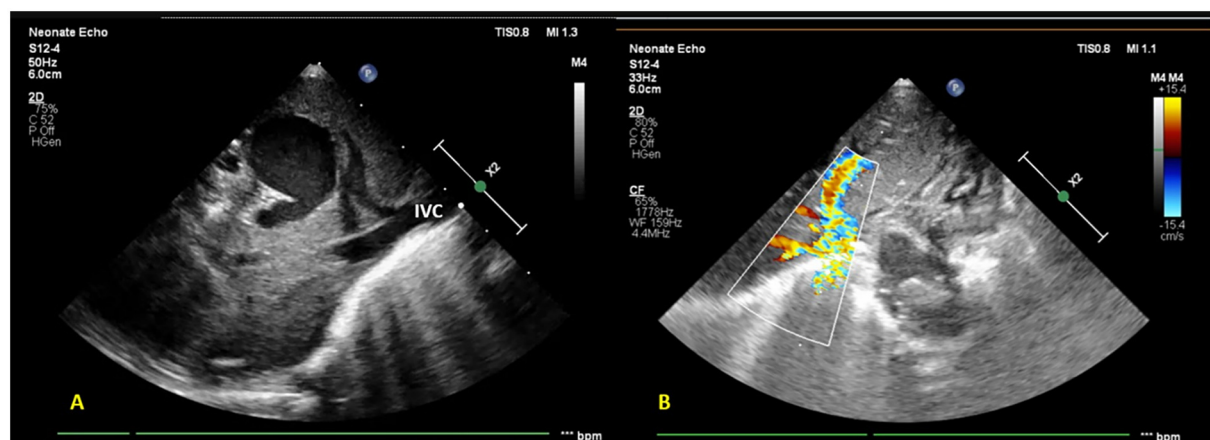 Neonate Echo
TIS0.8 MI 1.3
S12-4
50Hz
6.0cm
M4
2D
75%
C 52
P Off
HGen
P
X2
IVC
A
*** bpm
Neonate Echo
TIS0.8 MI 1.1
S12-4
33Hz
6.0cm
M4 M4
+15.4
2D
80%
C 52
P Off
HGen
P
X2
CF
65%
1778Hz
WF 159Hz
4.4MHz
-15.4
cm/s
B
*** bpm